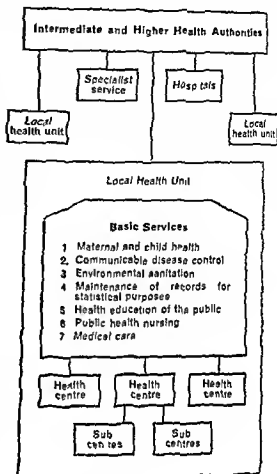 Intermediate and Higher Health Authorities
Specialist
service
Hospitals
Local
health unit
Local
health unit
Local Health Unit
Basic Services
1 Maternal and child health
2. Communicable disease control
3 Environmental sanitation
4 Maintenance of records for
statistical purposes
5 Health education of the public
6 Public health nursing
7 Medical care
Health
centre
Health
centre
Health
centre
Sub
centres
Sub
centres